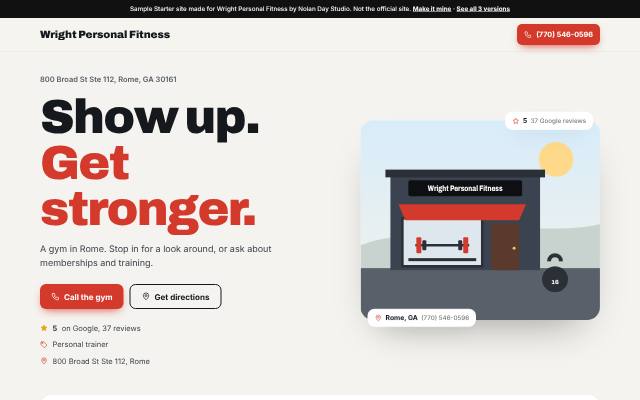 Sample Starter site made for Wright Personal Fitness by Nolan Day Studio. Not the official site. Make it mine · See all 3 versions
Wright Personal Fitness
(770) 546-0596
800 Broad St Ste 112, Rome, GA 30161
Show up.
Get
stronger.
A gym in Rome. Stop in for a look around, or ask about
memberships and training.
Call the gym
Get directions
5 on Google, 37 reviews
Personal trainer
800 Broad St Ste 112, Rome
5 37 Google reviews
Wright Personal Fitness
16
Rome, GA (770) 546-0596